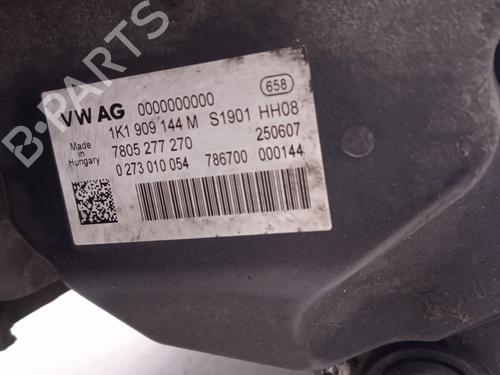 B-PARTS
VW AG 0000000000 658
1K1 909 144 M S1901 HH08
Made in Hungary 7805 277 270 250607
0 273 010 054 786700 000144